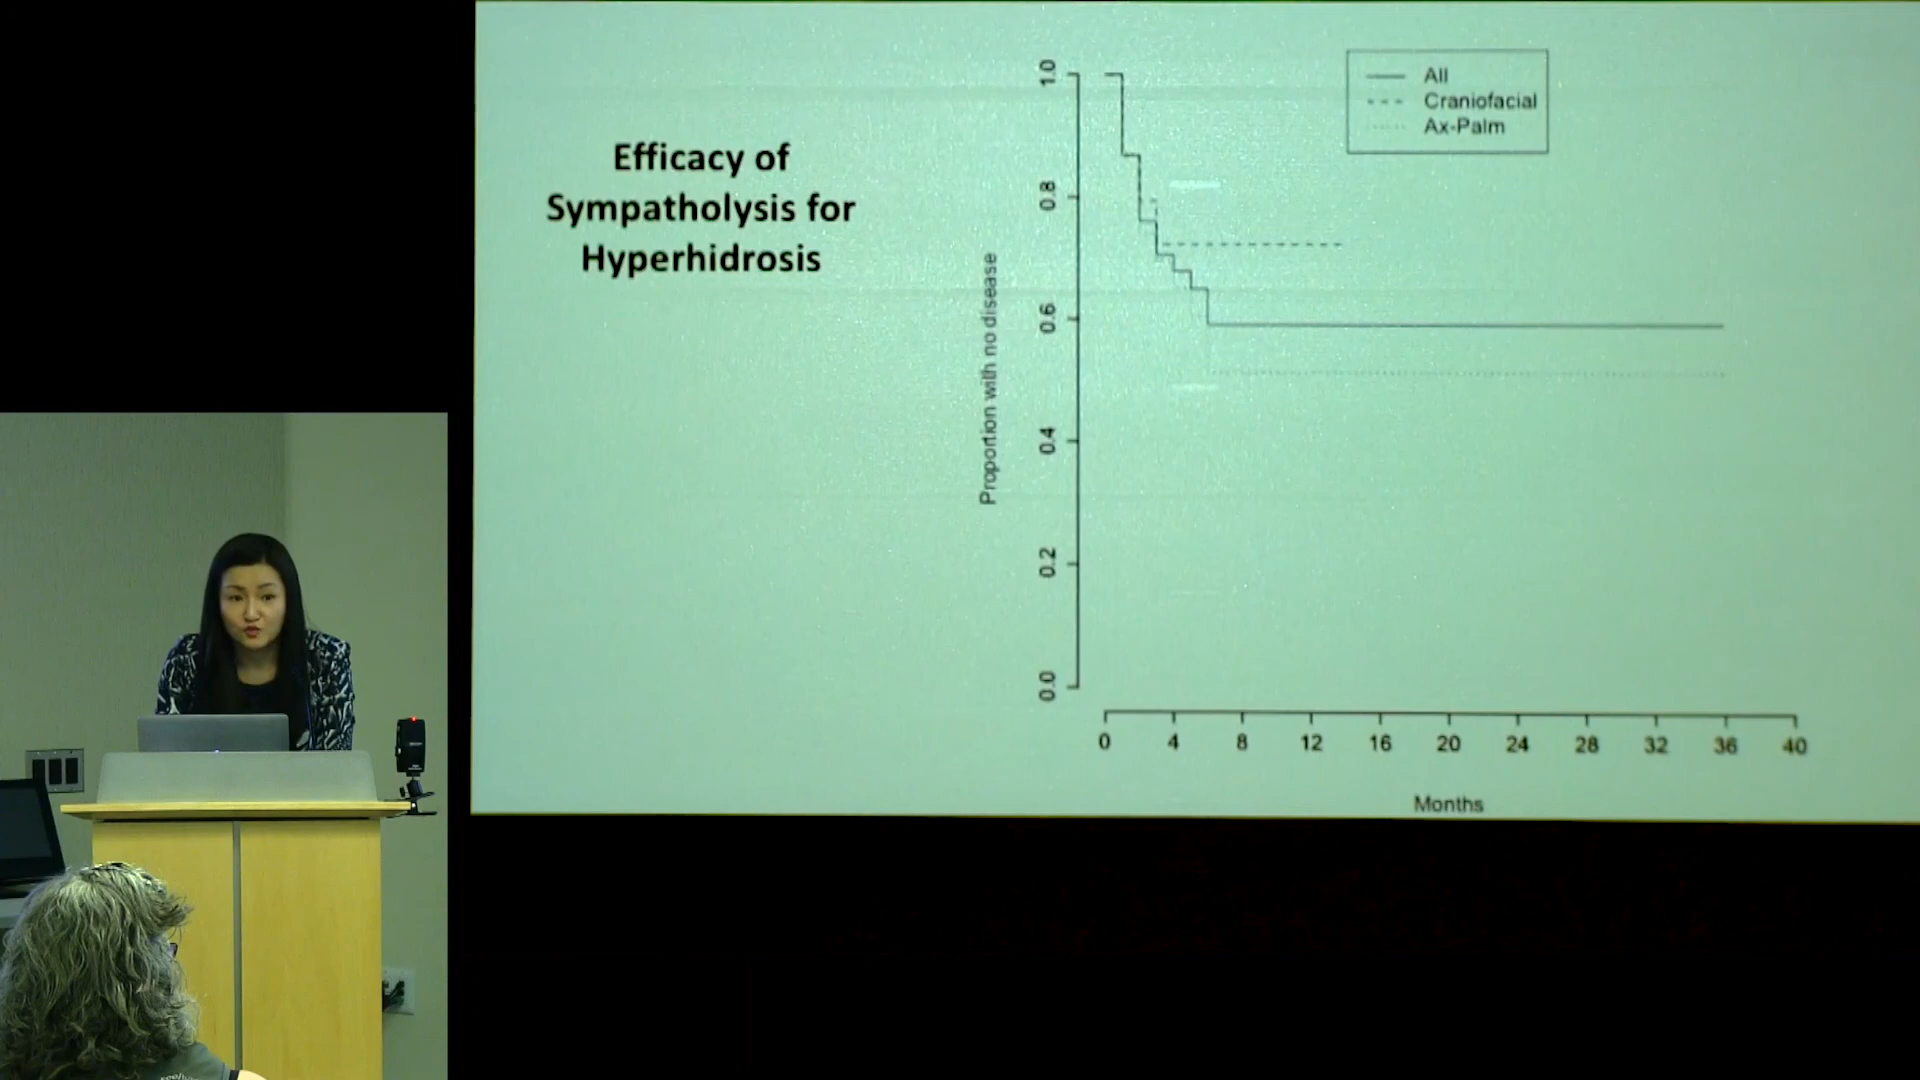 Efficacy of
Sympatholysis for
Hyperhidrosis
All
Craniofacial
Ax-Palm
Proportion with no disease
1.0
0.8
0.6
0.4
0.2
0.0
0 4 8 12 16 20 24 28 32 36 40
Months